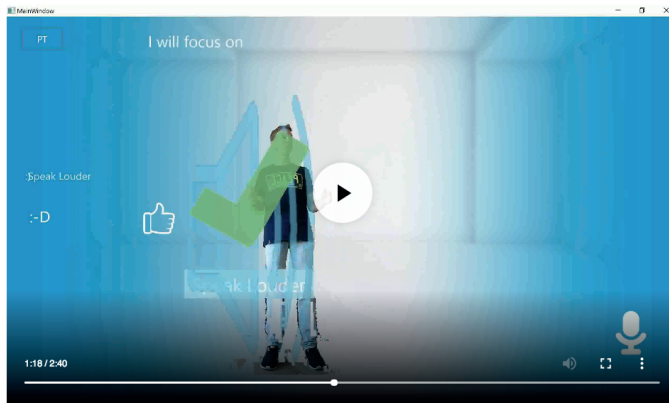 MainWindow
PT
I will focus on
:Speak Louder
:-D
Speak Louder
1:18 / 2:40